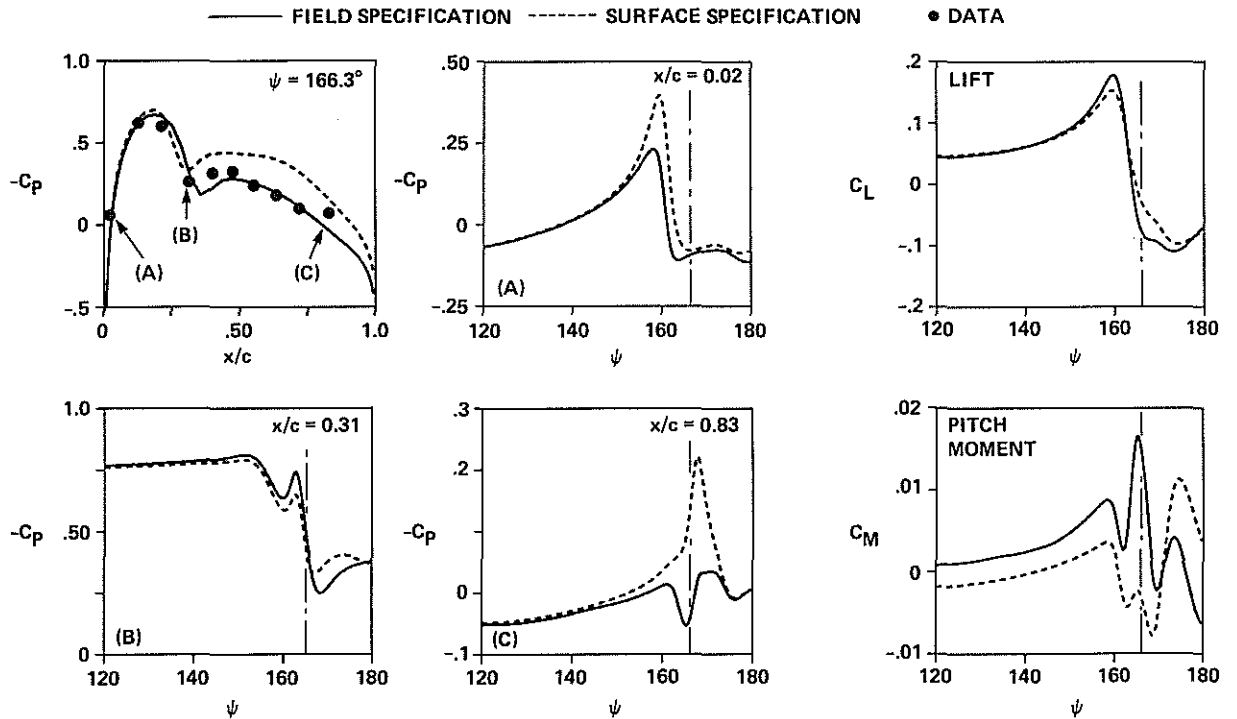 FIELD SPECIFICATION SURFACE SPECIFICATION DATA
1.0
.5
0
-.5
-CP
ψ = 166.3°
(A)
(B)
(C)
0 .50 1.0
x/c
.50
.25
0
-.25
-CP
x/c = 0.02
(A)
120 140 160 180
ψ
.2
.1
0
-.1
-.2
CL
LIFT
120 140 160 180
ψ
1.0
.50
0
-CP
x/c = 0.31
(B)
120 140 160 180
ψ
.3
.2
.1
0
-.1
-CP
x/c = 0.83
(C)
120 140 160 180
ψ
.02
.01
0
-.01
CM
PITCH
MOMENT
120 140 160 180
ψ